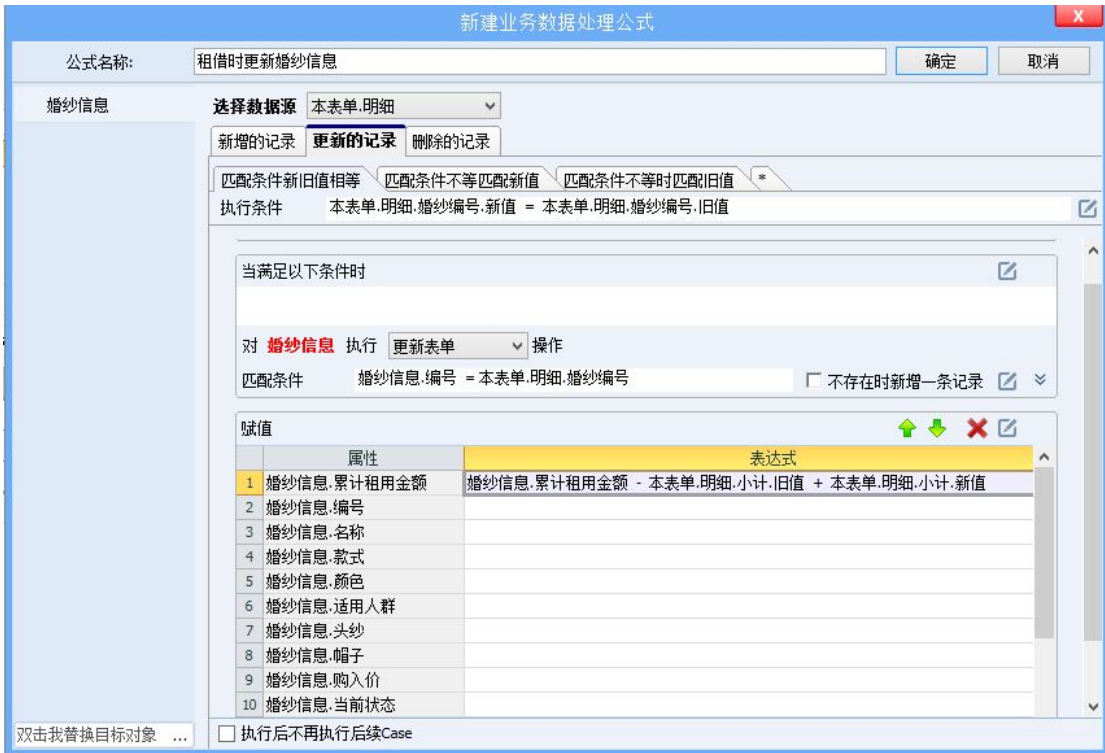 新建业务数据处理公式
X
公式名称: 租借时更新婚纱信息 确定 取消
婚纱信息
选择数据源 本表单.明细
新增的记录 更新的记录 删除的记录
匹配条件新旧值相等 匹配条件不等匹配新值 匹配条件不等时匹配旧值 *
执行条件 本表单.明细.婚纱编号.新值 = 本表单.明细.婚纱编号.旧值
当满足以下条件时
对 婚纱信息 执行 更新表单 操作
匹配条件 婚纱信息.编号 = 本表单.明细.婚纱编号 不存在时新增一条记录
赋值
属性 表达式
1 婚纱信息.累计租用金额 婚纱信息.累计租用金额 - 本表单.明细.小计.旧值 + 本表单.明细.小计.新值
2 婚纱信息.编号
3 婚纱信息.名称
4 婚纱信息.款式
5 婚纱信息.颜色
6 婚纱信息.适用人群
7 婚纱信息.头纱
8 婚纱信息.帽子
9 婚纱信息.购入价
10 婚纱信息.当前状态
双击我替换目标对象 ...
执行后不再执行后续Case